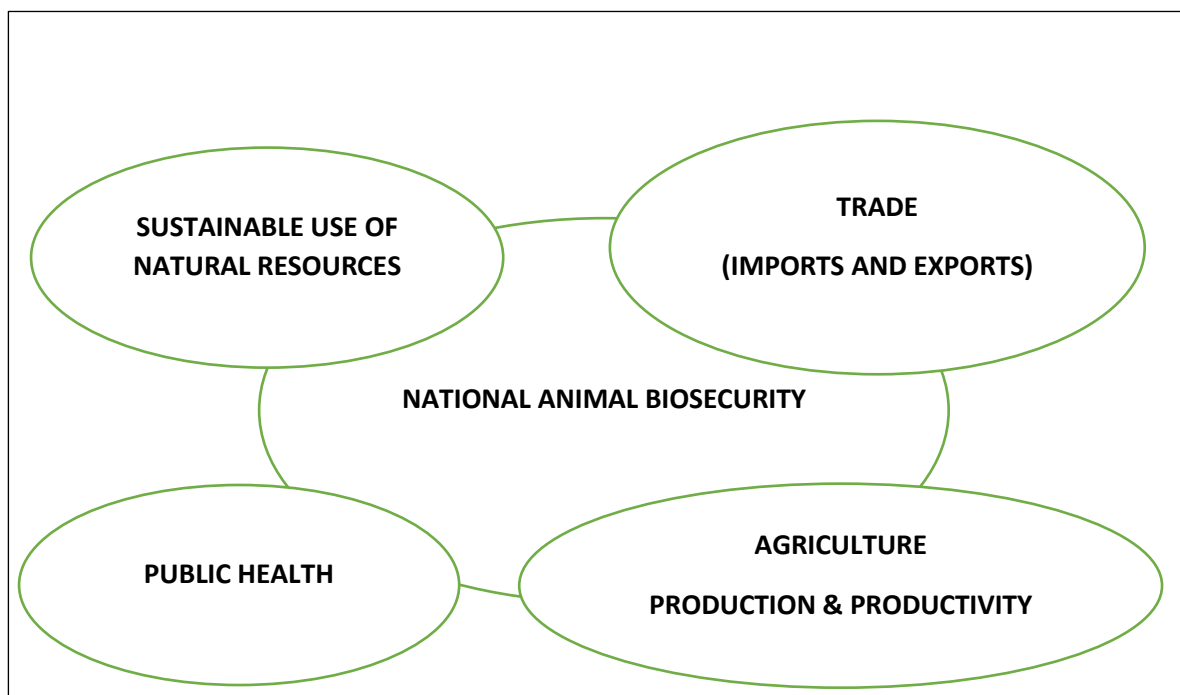 SUSTAINABLE USE OF
NATURAL RESOURCES
TRADE
(IMPORTS AND EXPORTS)
NATIONAL ANIMAL BIOSECURITY
PUBLIC HEALTH
AGRICULTURE
PRODUCTION & PRODUCTIVITY